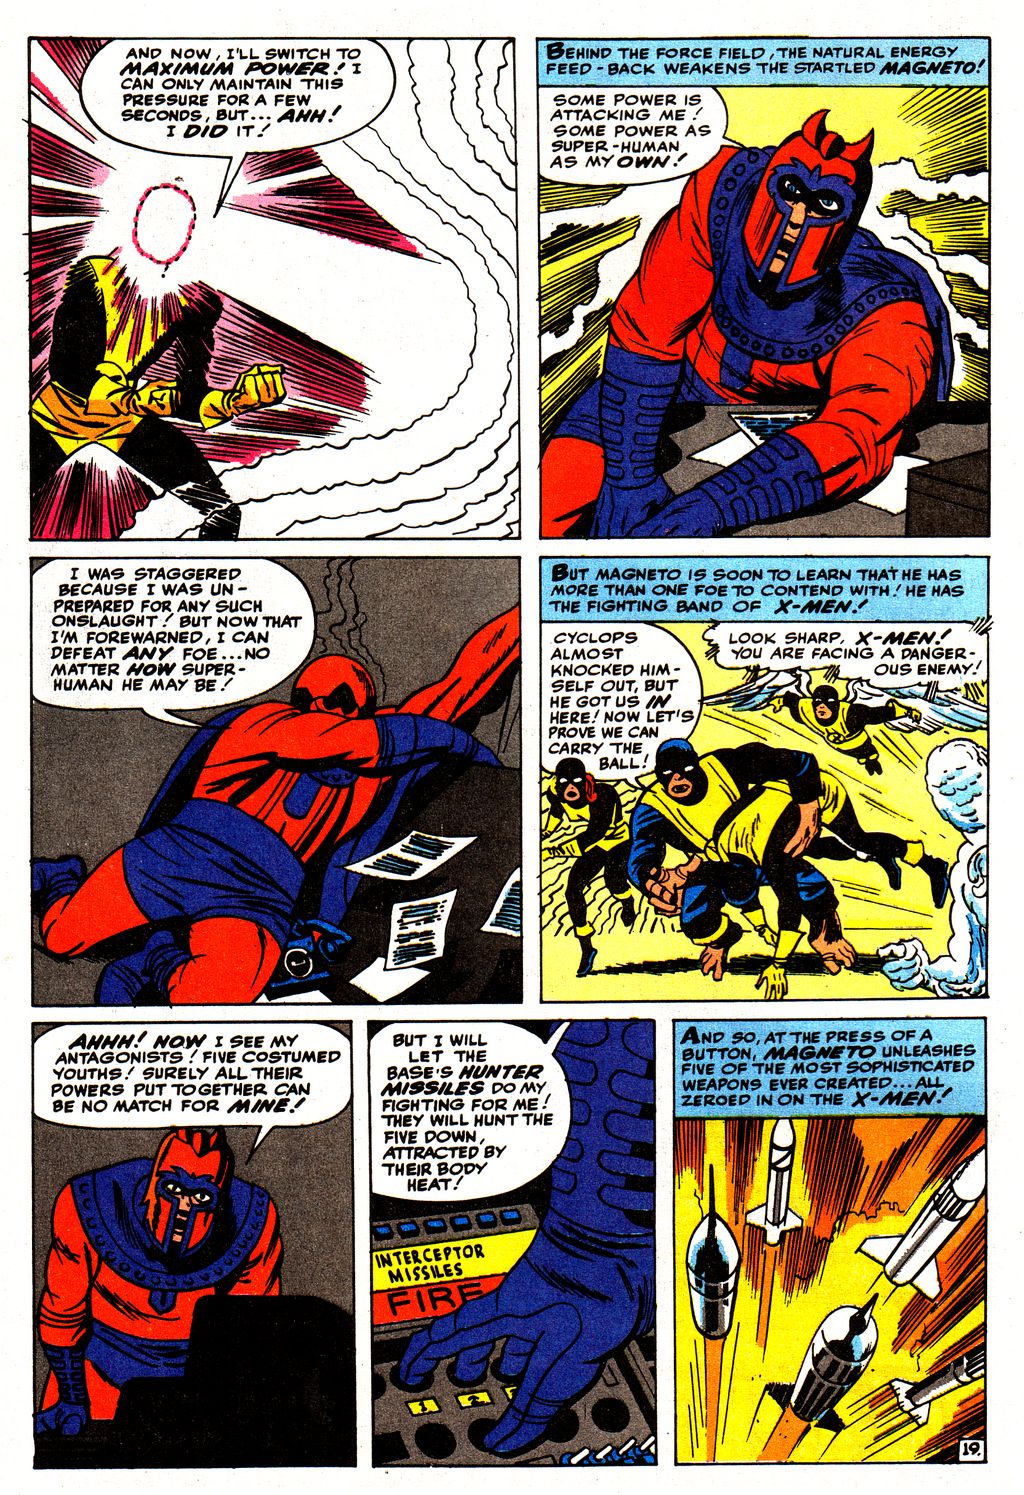 AND NOW, I'LL SWITCH TO
MAXIMUM POWER! I
CAN ONLY MAINTAIN THIS
PRESSURE FOR A FEW
SECONDS, BUT... AHH!
I DID IT!
BEHIND THE FORCE FIELD, THE NATURAL ENERGY
FEED-BACK WEAKENS THE STARTLED MAGNETO!
SOME POWER IS
ATTACKING ME!
SOME POWER AS
SUPER-HUMAN
AS MY OWN!
I WAS STAGGERED
BECAUSE I WAS UN-
PREPARED FOR ANY SUCH
ONSLAUGHT! BUT NOW THAT
I'M FOREWARNED, I CAN
DEFEAT ANY FOE...NO
MATTER HOW SUPER-
HUMAN HE MAY BE!
BUT MAGNETO IS SOON TO LEARN THAT HE HAS
MORE THAN ONE FOE TO CONTEND WITH! HE HAS
THE FIGHTING BAND OF X-MEN!
CYCLOPS
ALMOST
KNOCKED HIM-
SELF OUT, BUT
HE GOT US IN
HERE! NOW LET'S
PROVE WE CAN
CARRY THE
BALL!
LOOK SHARP, X-MEN!
YOU ARE FACING A DANGER-
OUS ENEMY!
AHHH! NOW I SEE MY
ANTAGONISTS! FIVE COSTUMED
YOUTHS! SURELY ALL THEIR
POWERS PUT TOGETHER CAN
BE NO MATCH FOR MINE!
BUT I WILL
LET THE
BASE'S HUNTER
MISSILES DO MY
FIGHTING FOR ME!
THEY WILL HUNT THE
FIVE DOWN,
ATTRACTED BY
THEIR BODY
HEAT!
INTERCEPTOR
MISSILES
FIRE
1 2
AND SO, AT THE PRESS OF A
BUTTON, MAGNETO UNLEASHES
FIVE OF THE MOST SOPHISTICATED
WEAPONS EVER CREATED...ALL
ZEROED IN ON THE X-MEN!
19.